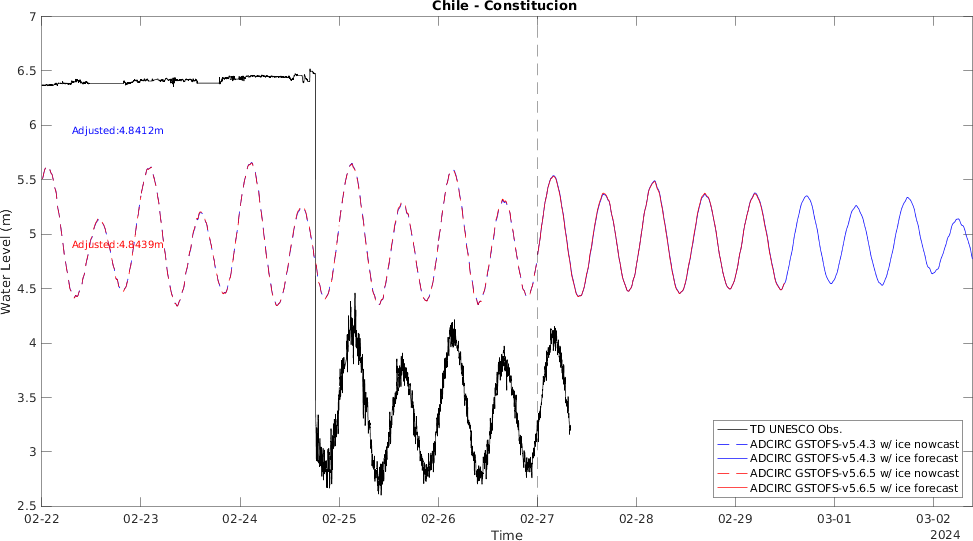 Chile - Constitucion
7
6.5
6
5.5
5
4.5
4
3.5
3
2.5
Water Level (m)
Adjusted:4.8412m
Adjusted:4.8439m
TD UNESCO Obs.
ADCIRC GSTOFS-v5.4.3 w/ ice nowcast
ADCIRC GSTOFS-v5.4.3 w/ ice forecast
ADCIRC GSTOFS-v5.6.5 w/ ice nowcast
ADCIRC GSTOFS-v5.6.5 w/ ice forecast
02-22 02-23 02-24 02-25 02-26 02-27 02-28 02-29 03-01 03-02
Time
2024